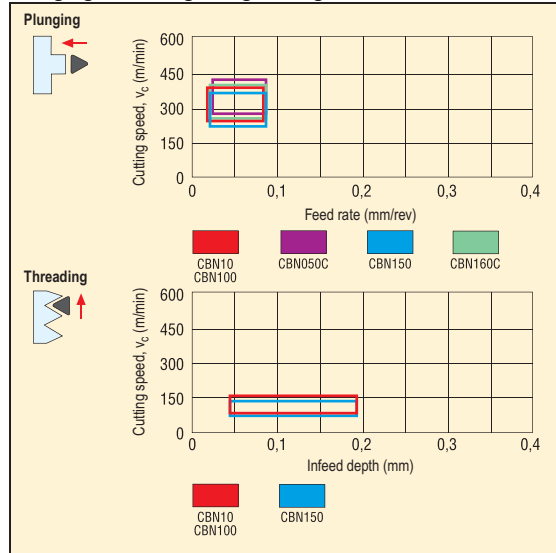 Plunging
Cutting speed, vc (m/min)
600
450
300
150
0
0 0,1 0,2 0,3 0,4
Feed rate (mm/rev)
CBN10 CBN050C CBN150 CBN160C
CBN100
Threading
Cutting speed, vc (m/min)
600
450
300
150
0
0 0,1 0,2 0,3 0,4
Infeed depth (mm)
CBN10 CBN150
CBN100